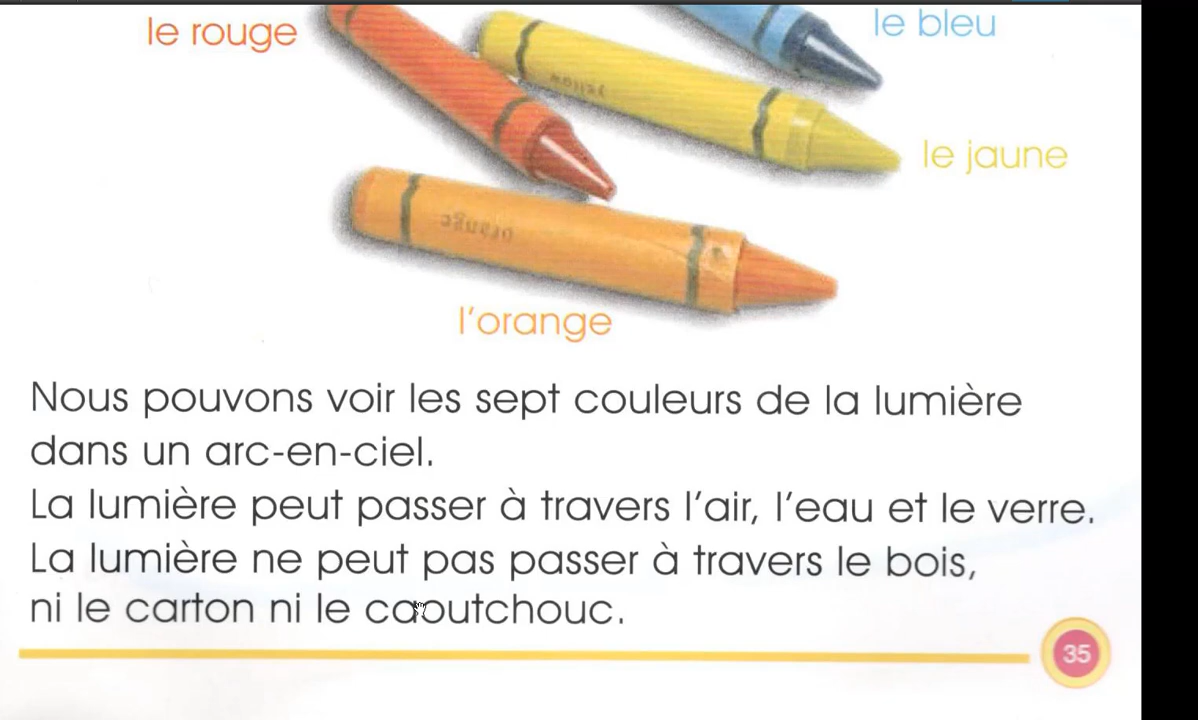 le rouge
le bleu
yellow
le jaune
orange
l'orange
Nous pouvons voir les sept couleurs de la lumière
dans un arc-en-ciel.
La lumière peut passer à travers l'air, l'eau et le verre.
La lumière ne peut pas passer à travers le bois,
ni le carton ni le caoutchouc.
35